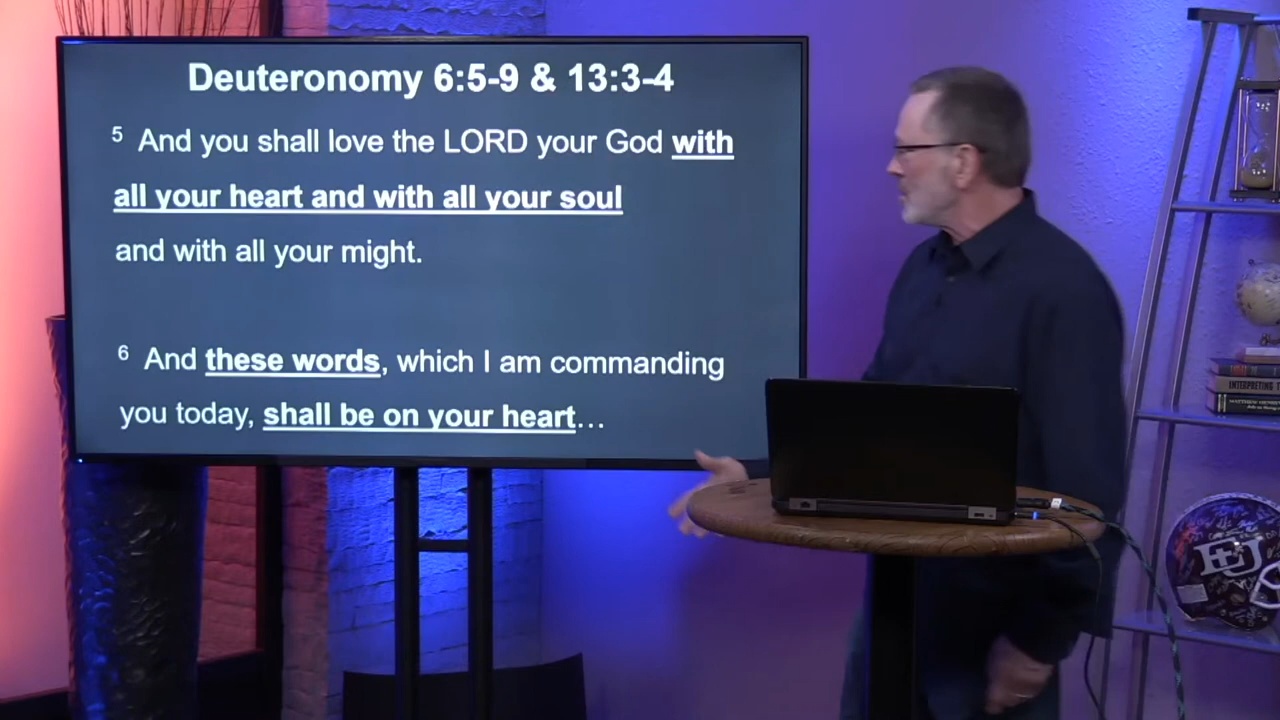 Deuteronomy 6:5-9 & 13:3-4
5 And you shall love the LORD your God with
all your heart and with all your soul
and with all your might.
6 And these words, which I am commanding
you today, shall be on your heart…
INTERPRETING